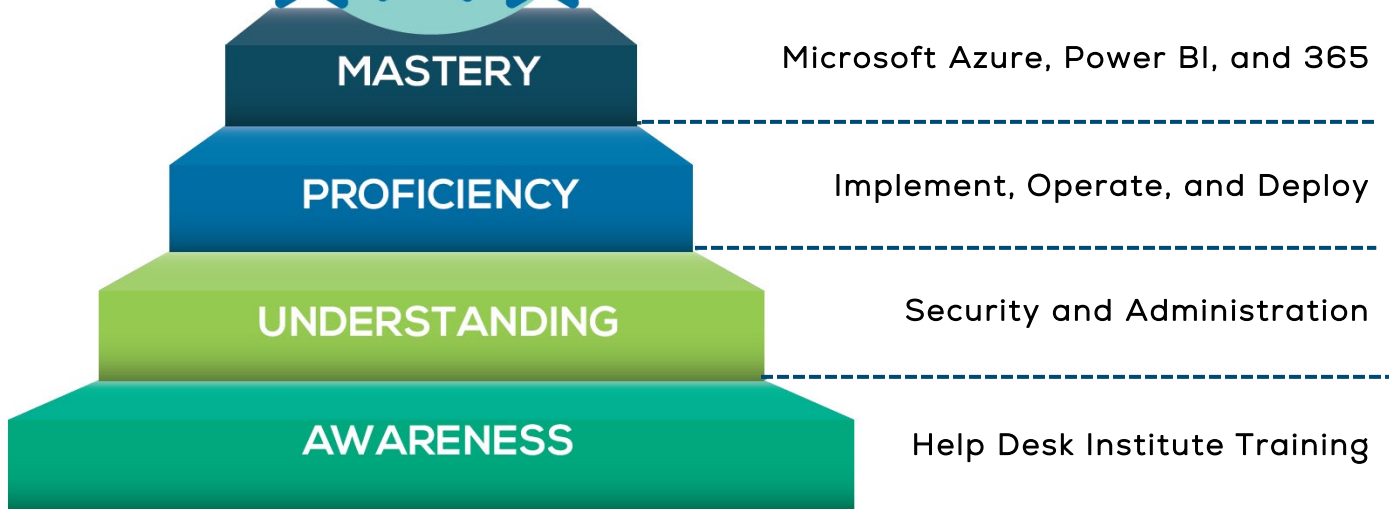 MASTERY
Microsoft Azure, Power BI, and 365
PROFICIENCY
Implement, Operate, and Deploy
UNDERSTANDING
Security and Administration
AWARENESS
Help Desk Institute Training